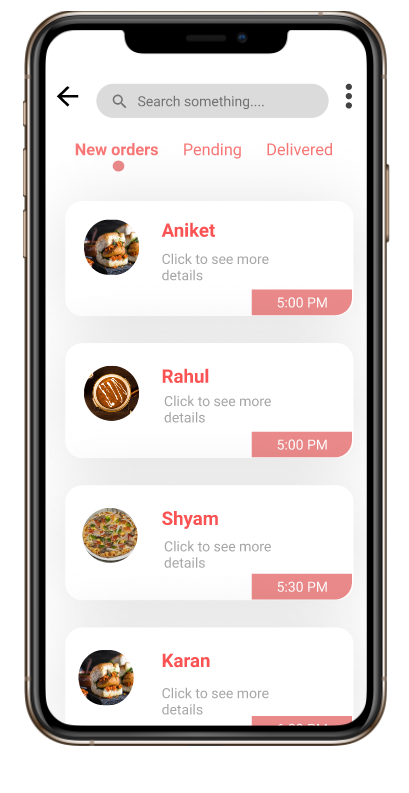 Search something....
New orders Pending Delivered
Aniket
Click to see more
details
5:00 PM
Rahul
Click to see more
details
5:00 PM
Shyam
Click to see more
details
5:30 PM
Karan
Click to see more
details